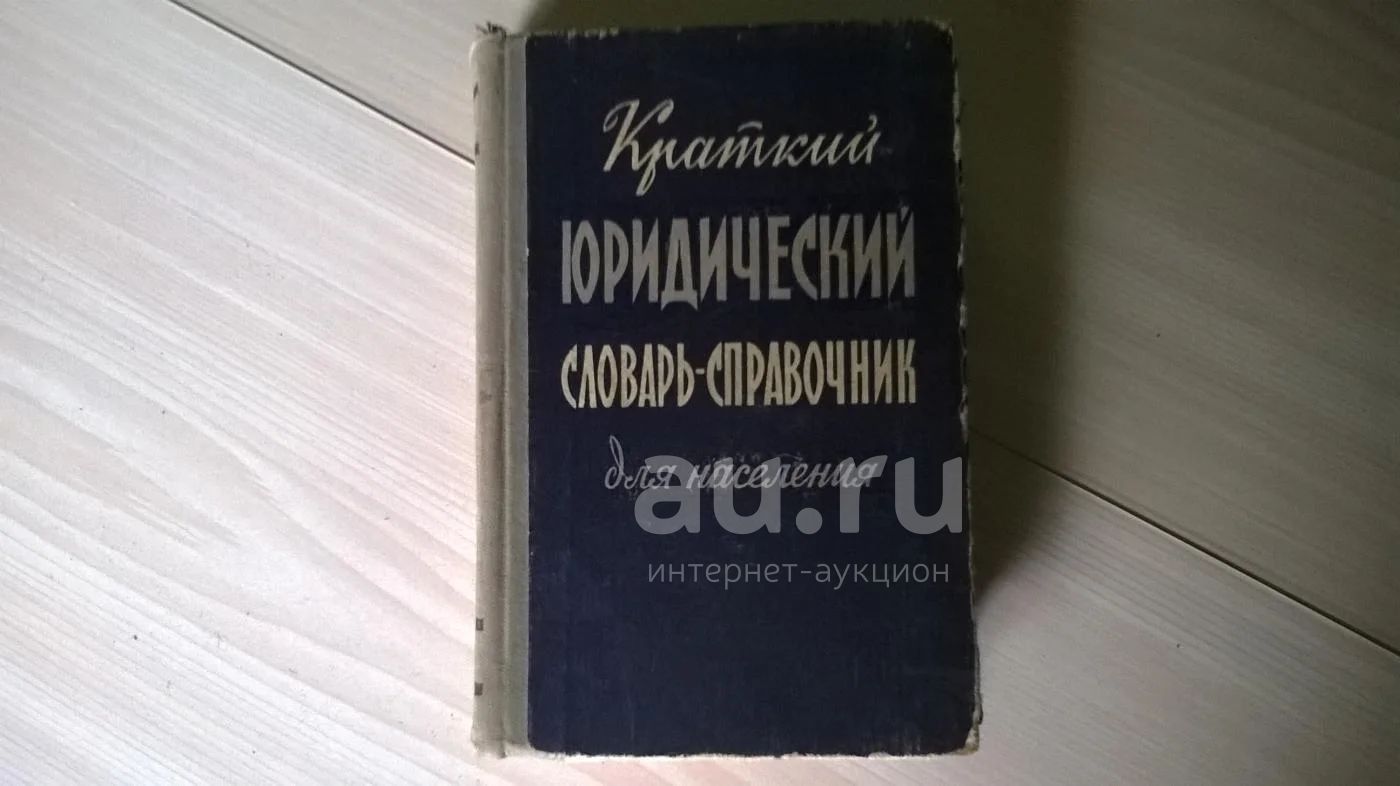 Краткий
ЮРИДИЧЕСКИЙ
СЛОВАРЬ-СПРАВОЧНИК
для населения
au.ru
интернет-аукцион